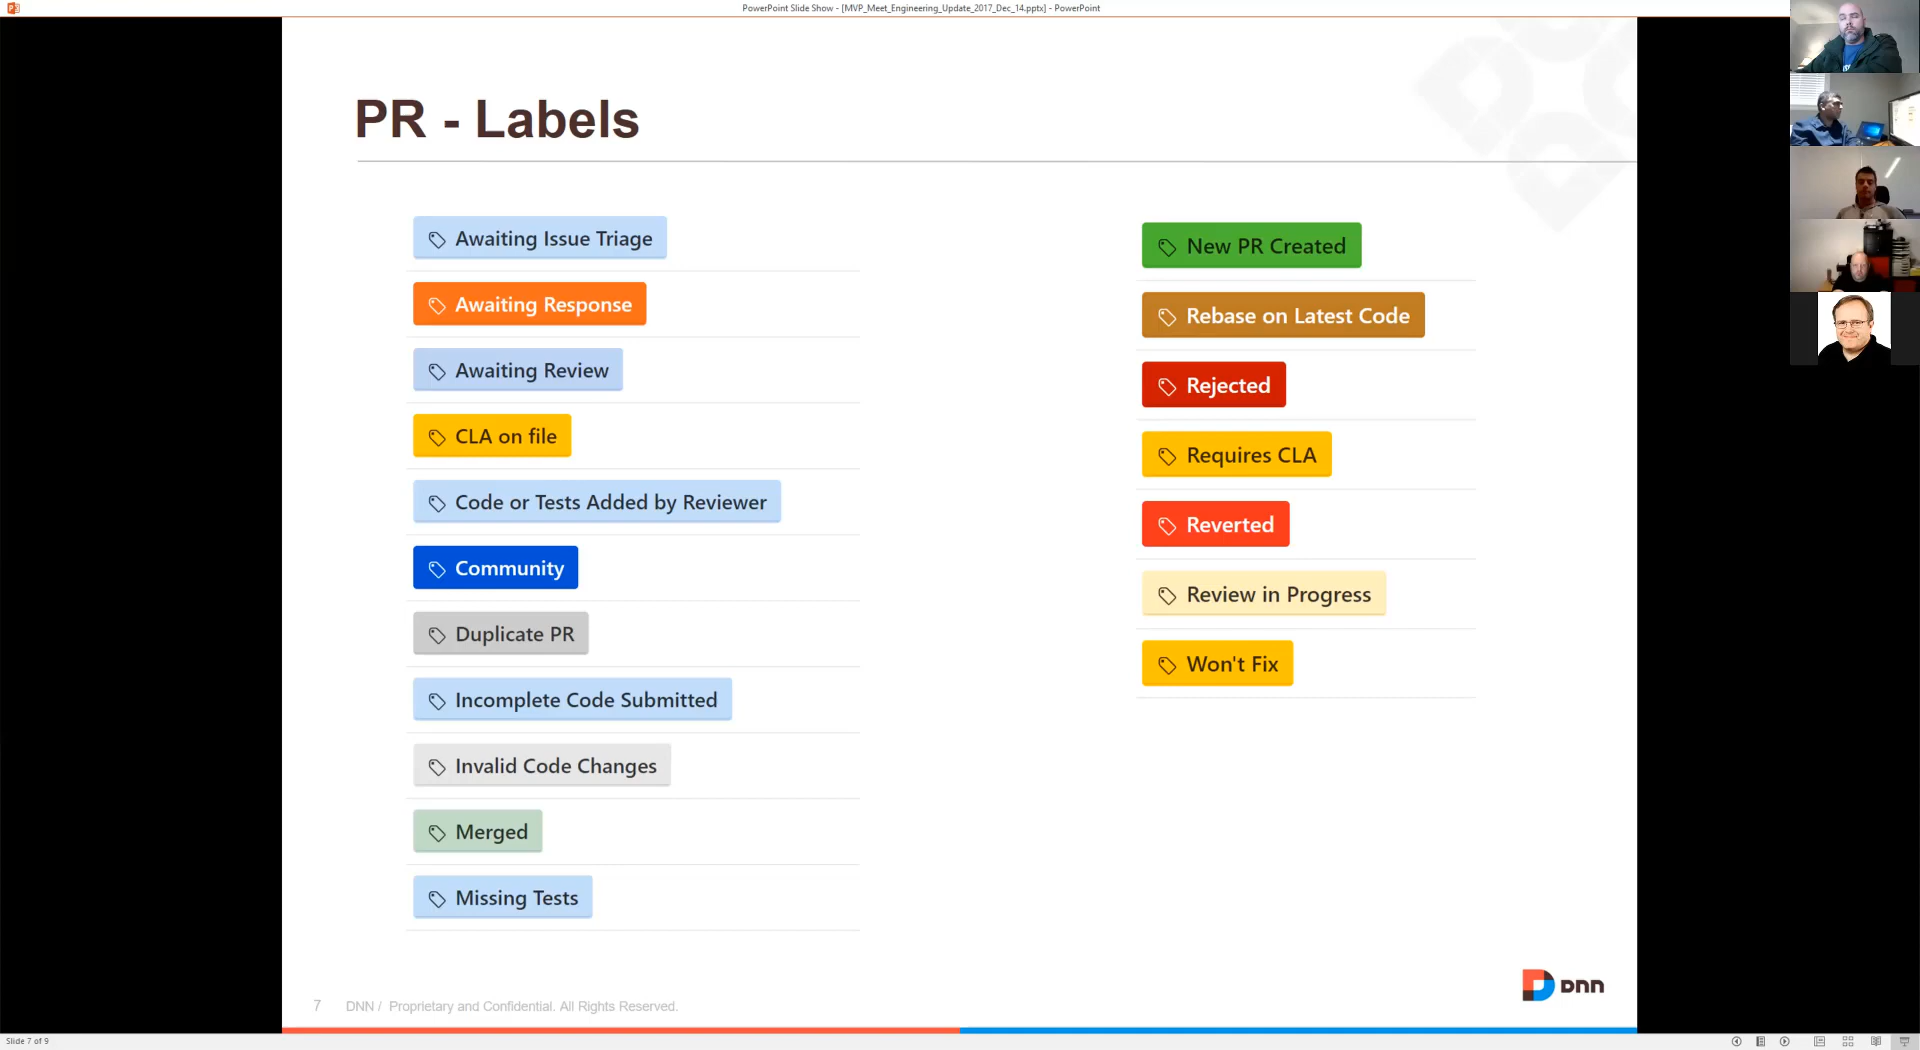 PowerPoint Slide Show - [MVP_Meet_Engineering_Update_2017_Dec_14.pptx] - PowerPoint
PR - Labels
Awaiting Issue Triage
Awaiting Response
Awaiting Review
CLA on file
Code or Tests Added by Reviewer
Community
Duplicate PR
Incomplete Code Submitted
Invalid Code Changes
Merged
Missing Tests
New PR Created
Rebase on Latest Code
Rejected
Requires CLA
Reverted
Review in Progress
Won't Fix
7 DNN / Proprietary and Confidential. All Rights Reserved.
DNN
Slide 7 of 9